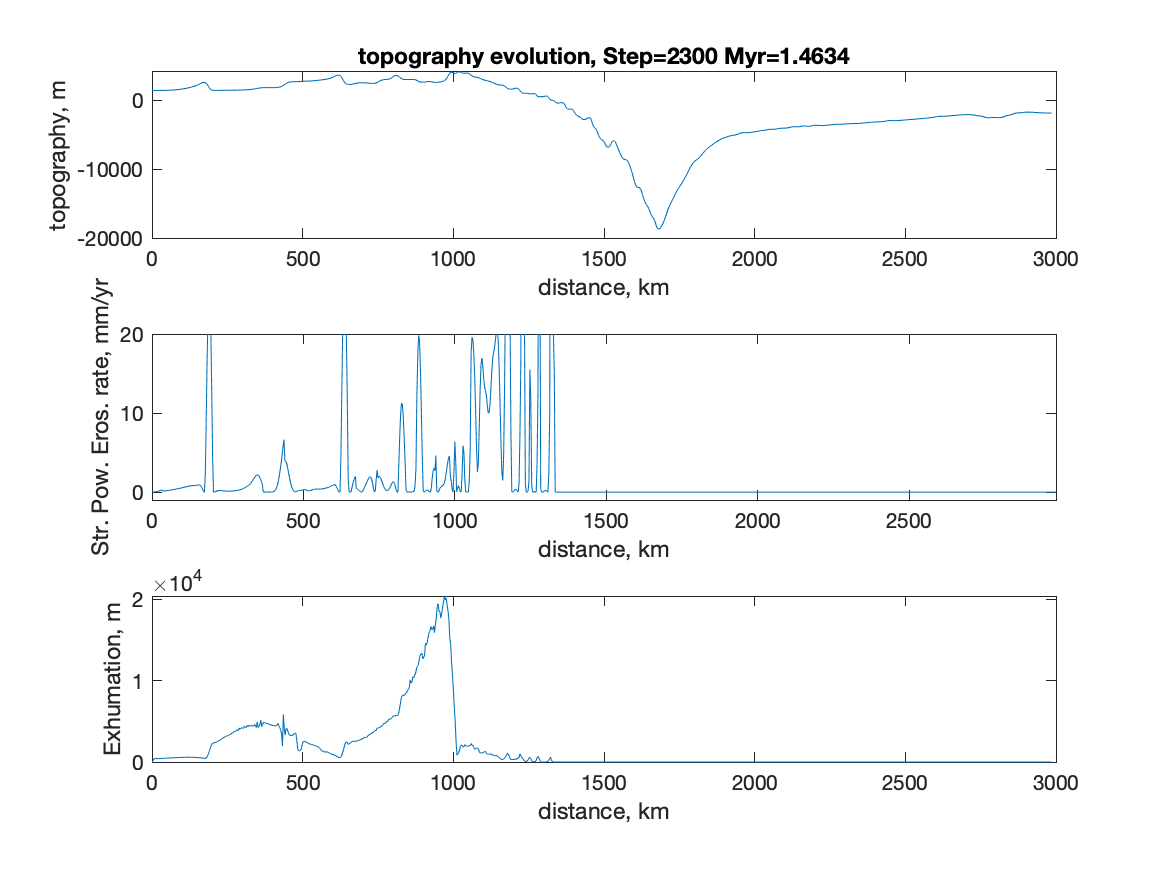 topography evolution, Step=2300 Myr=1.4634
topography, m
0
-10000
-20000
0 500 1000 1500 2000 2500 3000
distance, km
Str. Pow. Eros. rate, mm/yr
20
10
0
0 500 1000 1500 2000 2500
distance, km
×10⁴
Exhumation, m
2
1
0
0 500 1000 1500 2000 2500 3000
distance, km